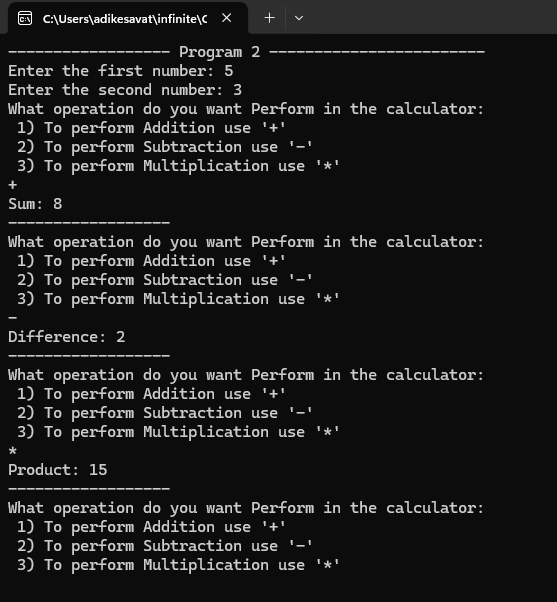 C:\Users\adikesavat\infinite\C
------------------ Program 2 ------------------------
Enter the first number: 5
Enter the second number: 3
What operation do you want Perform in the calculator:
 1) To perform Addition use '+'
 2) To perform Subtraction use '-'
 3) To perform Multiplication use '*'
+
Sum: 8
------------------
What operation do you want Perform in the calculator:
 1) To perform Addition use '+'
 2) To perform Subtraction use '-'
 3) To perform Multiplication use '*'
-
Difference: 2
------------------
What operation do you want Perform in the calculator:
 1) To perform Addition use '+'
 2) To perform Subtraction use '-'
 3) To perform Multiplication use '*'
*
Product: 15
------------------
What operation do you want Perform in the calculator:
 1) To perform Addition use '+'
 2) To perform Subtraction use '-'
 3) To perform Multiplication use '*'